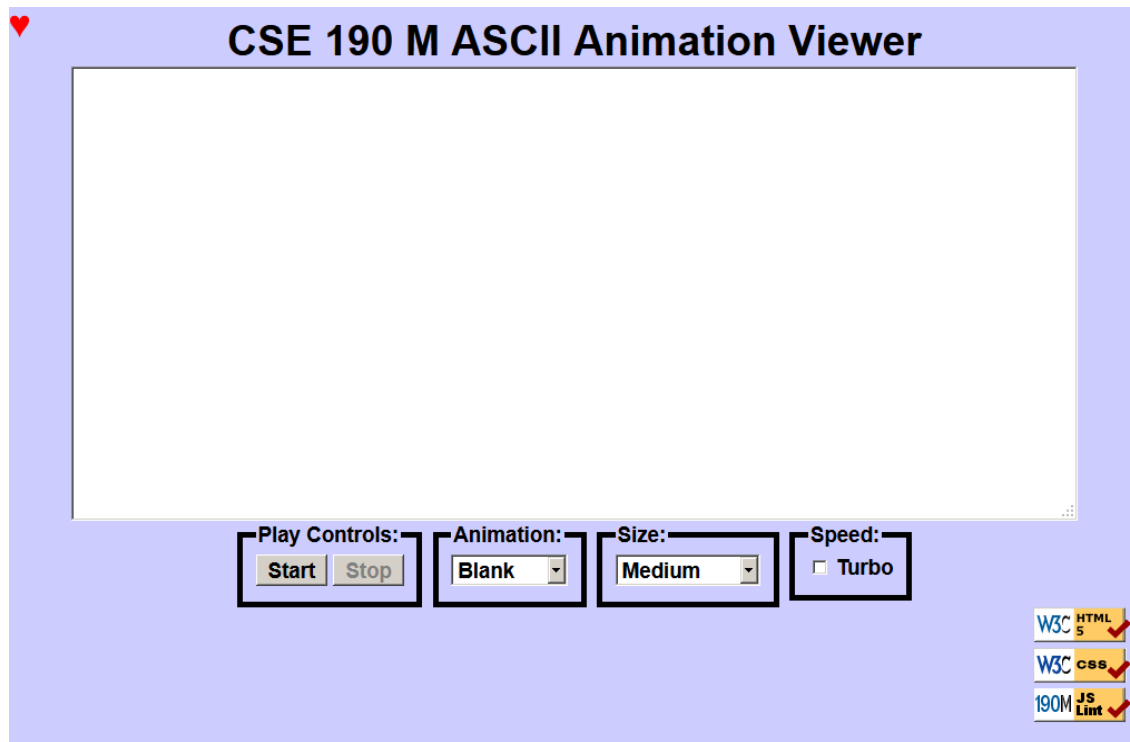 ♥
CSE 190 M ASCII Animation Viewer
Play Controls: Animation: Size: Speed:
Start Stop Blank Medium Turbo
W3C HTML 5
W3C css
190M JS Lint